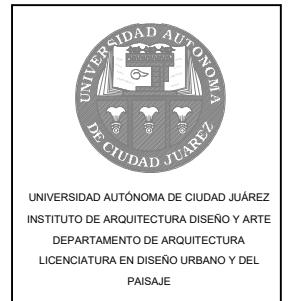 UNIVERSIDAD AUTONOMA
DE CIUDAD JUAREZ
UNIVERSIDAD AUTÓNOMA DE CIUDAD JUÁREZ
INSTITUTO DE ARQUITECTURA DISEÑO Y ARTE
DEPARTAMENTO DE ARQUITECTURA
LICENCIATURA EN DISEÑO URBANO Y DEL
PAISAJE